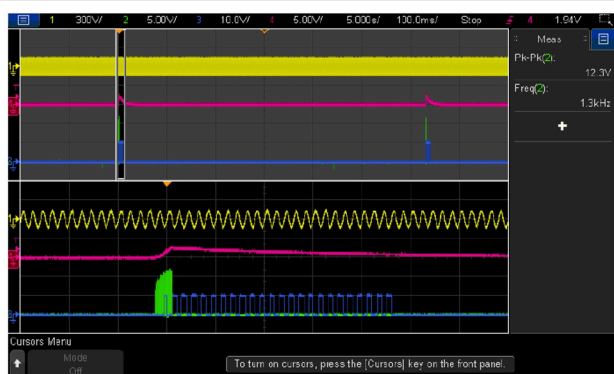 1 300V/ 2 5.00V/ 3 10.0V/ 4 5.00V/ 5.000s/ 100.0ms/ Stop 4 1.94V
Meas
Pk-Pk(2):
12.3V
Freq(2):
1.3kHz
Cursors Menu
Mode
Off
To turn on cursors, press the [Cursors] key on the front panel.